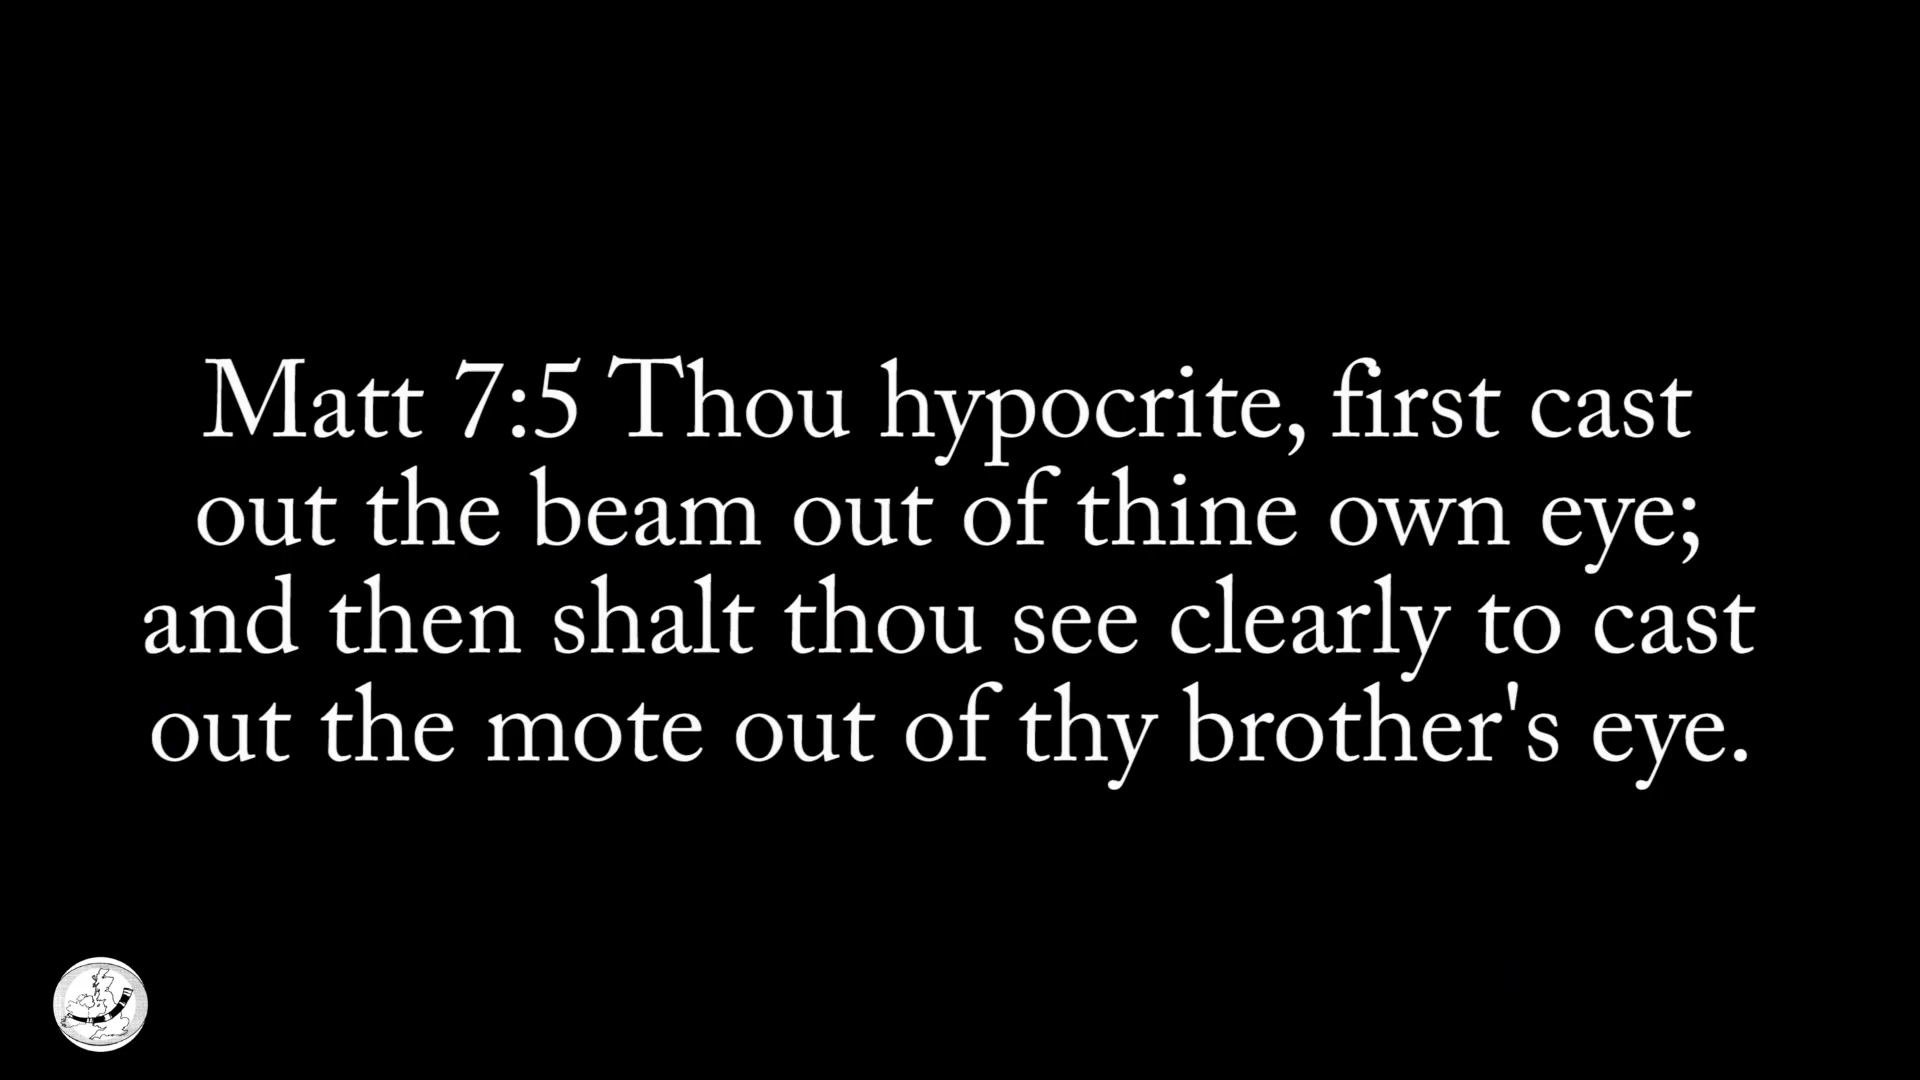 Matt 7:5 Thou hypocrite, first cast
out the beam out of thine own eye;
and then shalt thou see clearly to cast
out the mote out of thy brother's eye.